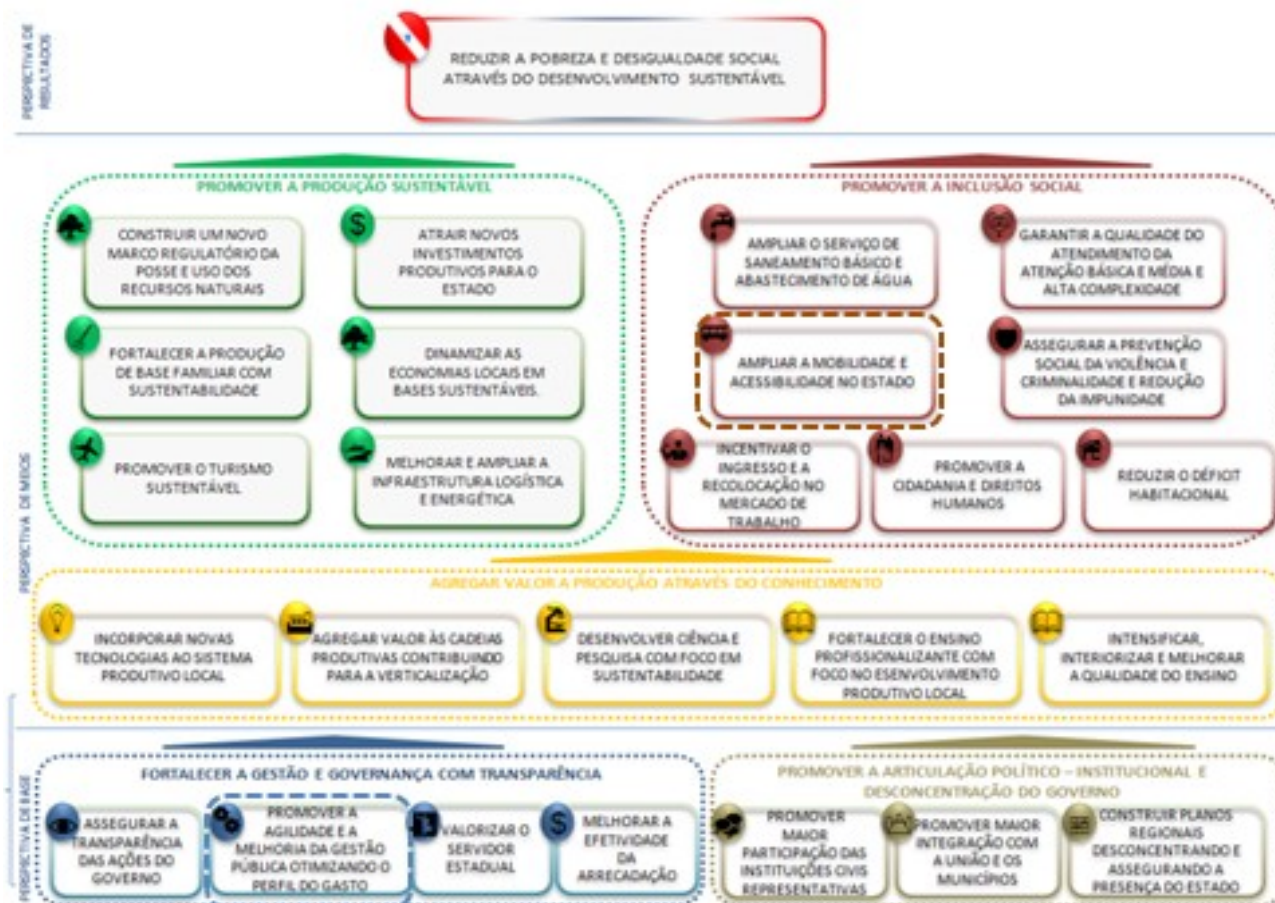 PERSPECTIVA DE
RESULTADOS
REDUZIR A POBREZA E DESIGUALDADE SOCIAL
ATRAVÉS DO DESENVOLVIMENTO SUSTENTÁVEL
PERSPECTIVA DE MEIOS
PROMOVER A PRODUÇÃO SUSTENTÁVEL
CONSTRUIR UM NOVO
MARCO REGULATÓRIO DA
POSSE E USO DOS
RECURSOS NATURAIS
ATRAIR NOVOS
INVESTIMENTOS
PRODUTIVOS PARA O
ESTADO
FORTALECER A PRODUÇÃO
DE BASE FAMILIAR COM
SUSTENTABILIDADE
DINAMIZAR AS
ECONOMIAS LOCAIS EM
BASES SUSTENTÁVEIS.
PROMOVER O TURISMO
SUSTENTÁVEL
MELHORAR E AMPLIAR A
INFRAESTRUTURA LOGÍSTICA
E ENERGÉTICA
PROMOVER A INCLUSÃO SOCIAL
AMPLIAR O SERVIÇO DE
SANEAMENTO BÁSICO E
ABASTECIMENTO DE ÁGUA
GARANTIR A QUALIDADE DO
ATENDIMENTO DA
ATENÇÃO BÁSICA E MÉDIA E
ALTA COMPLEXIDADE
AMPLIAR A MOBILIDADE E
ACESSIBILIDADE NO ESTADO
ASSEGURAR A PREVENÇÃO
SOCIAL DA VIOLÊNCIA E
CRIMINALIDADE E REDUÇÃO
DA IMPUNIDADE
INCENTIVAR O
INGRESSO E A
RECOLOCAÇÃO NO
MERCADO DE
TRABALHO
PROMOVER A
CIDADANIA E DIREITOS
HUMANOS
REDUZIR O DÉFICIT
HABITACIONAL
AGREGAR VALOR A PRODUÇÃO ATRAVÉS DO CONHECIMENTO
INCORPORAR NOVAS
TECNOLOGIAS AO SISTEMA
PRODUTIVO LOCAL
AGREGAR VALOR ÀS CADEIAS
PRODUTIVAS CONTRIBUINDO
PARA A VERTICALIZAÇÃO
DESENVOLVER CIÊNCIA E
PESQUISA COM FOCO EM
SUSTENTABILIDADE
FORTALECER O ENSINO
PROFISSIONALIZANTE COM
FOCO NO ESENVOLVIMENTO
PRODUTIVO LOCAL
INTENSIFICAR,
INTERIORIZAR E MELHORAR
A QUALIDADE DO ENSINO
PERSPECTIVA DE BASE
FORTALECER A GESTÃO E GOVERNANÇA COM TRANSPARÊNCIA
ASSEGURAR A
TRANSPARÊNCIA
DAS AÇÕES DO
GOVERNO
PROMOVER A
AGILIDADE E A
MELHORIA DA GESTÃO
PÚBLICA OTIMIZANDO O
PERFIL DO GASTO
VALORIZAR O
SERVIDOR
ESTADUAL
$
MELHORAR A
EFETIVIDADE
DA
ARRECADAÇÃO
PROMOVER A ARTICULAÇÃO POLÍTICO – INSTITUCIONAL E
DESCONCENTRAÇÃO DO GOVERNO
PROMOVER
MAIOR
PARTICIPAÇÃO DAS
INSTITUIÇÕES CIVIS
REPRESENTATIVAS
PROMOVER MAIOR
INTEGRAÇÃO COM
A UNIÃO E OS
MUNICÍPIOS
CONSTRUIR PLANOS
REGIONAIS
DESCONCENTRANDO E
ASSEGURANDO A
PRESENÇA DO ESTADO